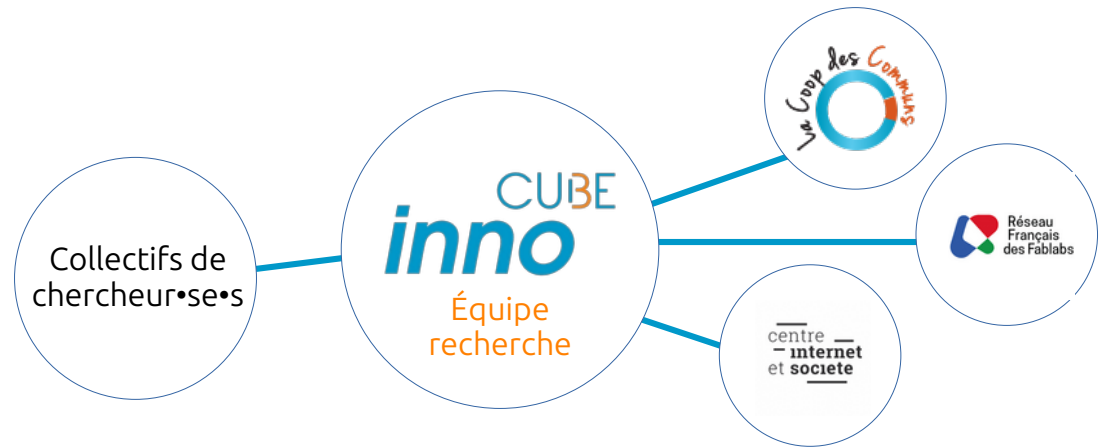 Collectifs de
chercheur•se•s
CUBE
inno
Équipe
recherche
La Coop des Communs
Réseau
Français
des Fablabs
centre
internet
et societe